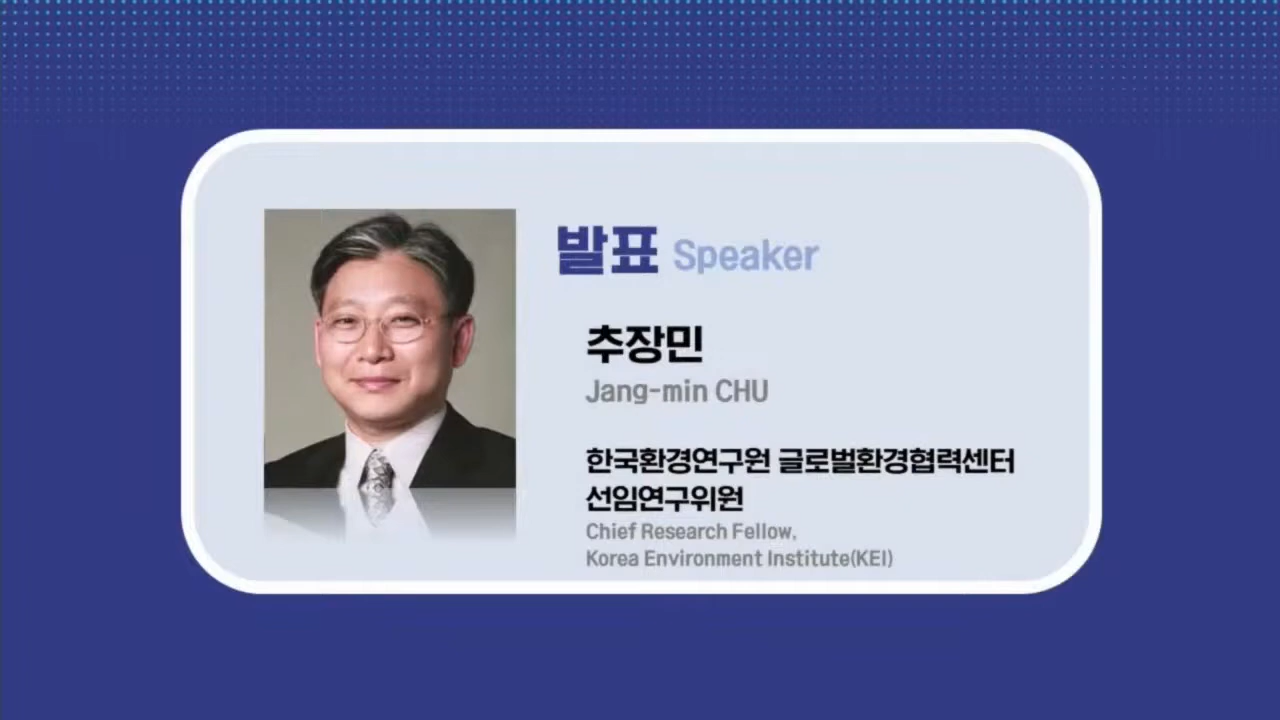 발표 Speaker
추장민
Jang-min CHU
한국환경연구원 글로벌환경협력센터
선임연구위원
Chief Research Fellow,
Korea Environment Institute(KEI)